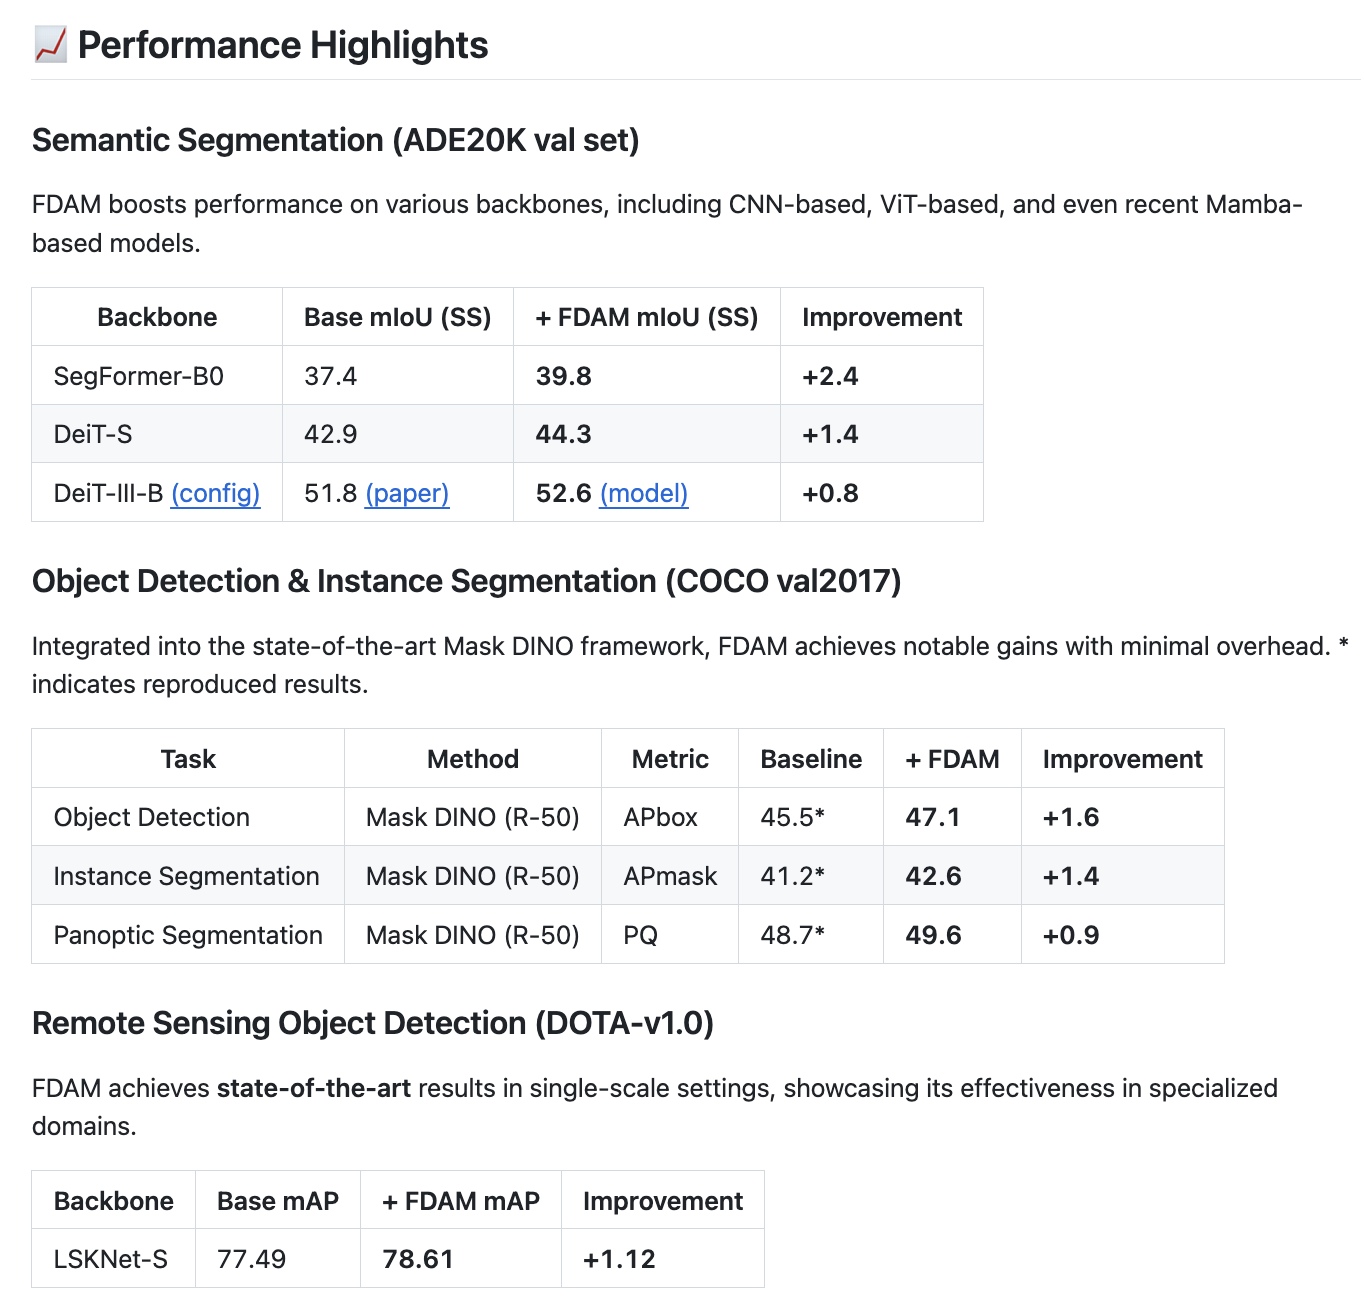 📈 Performance Highlights
Semantic Segmentation (ADE20K val set)
FDAM boosts performance on various backbones, including CNN-based, ViT-based, and even recent Mamba-
based models.
Backbone Base mIoU (SS) + FDAM mIoU (SS) Improvement
SegFormer-B0 37.4 39.8 +2.4
DeiT-S 42.9 44.3 +1.4
DeiT-III-B (config) 51.8 (paper) 52.6 (model) +0.8
Object Detection & Instance Segmentation (COCO val2017)
Integrated into the state-of-the-art Mask DINO framework, FDAM achieves notable gains with minimal overhead. *
indicates reproduced results.
Task Method Metric Baseline + FDAM Improvement
Object Detection Mask DINO (R-50) APbox 45.5* 47.1 +1.6
Instance Segmentation Mask DINO (R-50) APmask 41.2* 42.6 +1.4
Panoptic Segmentation Mask DINO (R-50) PQ 48.7* 49.6 +0.9
Remote Sensing Object Detection (DOTA-v1.0)
FDAM achieves state-of-the-art results in single-scale settings, showcasing its effectiveness in specialized
domains.
Backbone Base mAP + FDAM mAP Improvement
LSKNet-S 77.49 78.61 +1.12